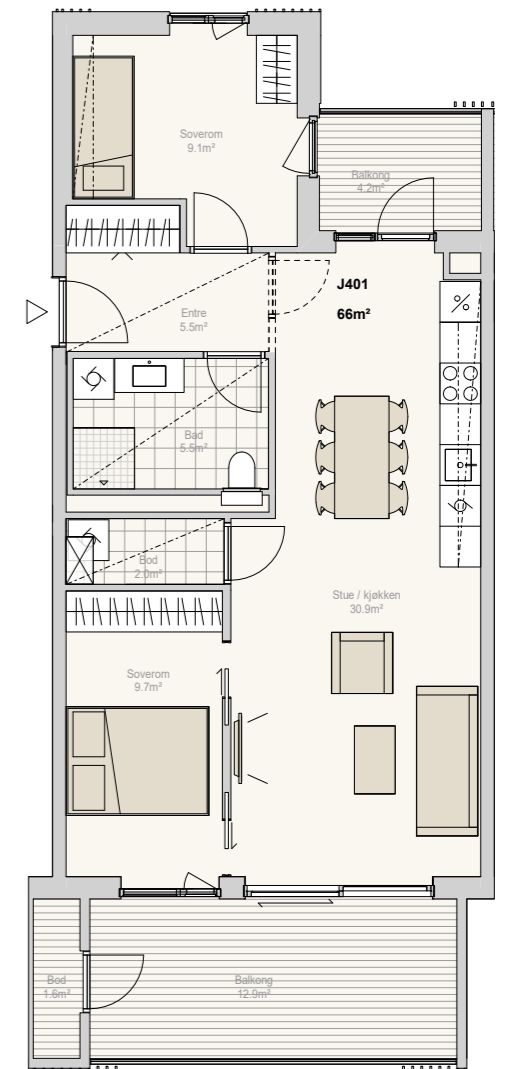 Soverom
9.1m²
Balkong
4.2m²
J401
66m²
Entre
5.5m²
Bad
5.5m²
Bod
2.0m²
Stue / kjøkken
30.9m²
Soverom
9.7m²
Bod
1.6m²
Balkong
12.9m²